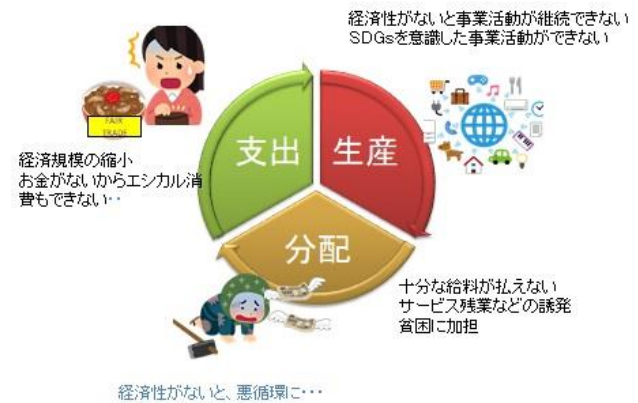 経済性がないと事業活動が継続できない
SDGsを意識した事業活動ができない
支出
生産
FAIR
TRADE
経済規模の縮小
お金がないからエシカル消
費もできない・・
分配
十分な給料が払えない
サービス残業などの誘発
貧困に加担
経済性がないと、悪循環に・・・